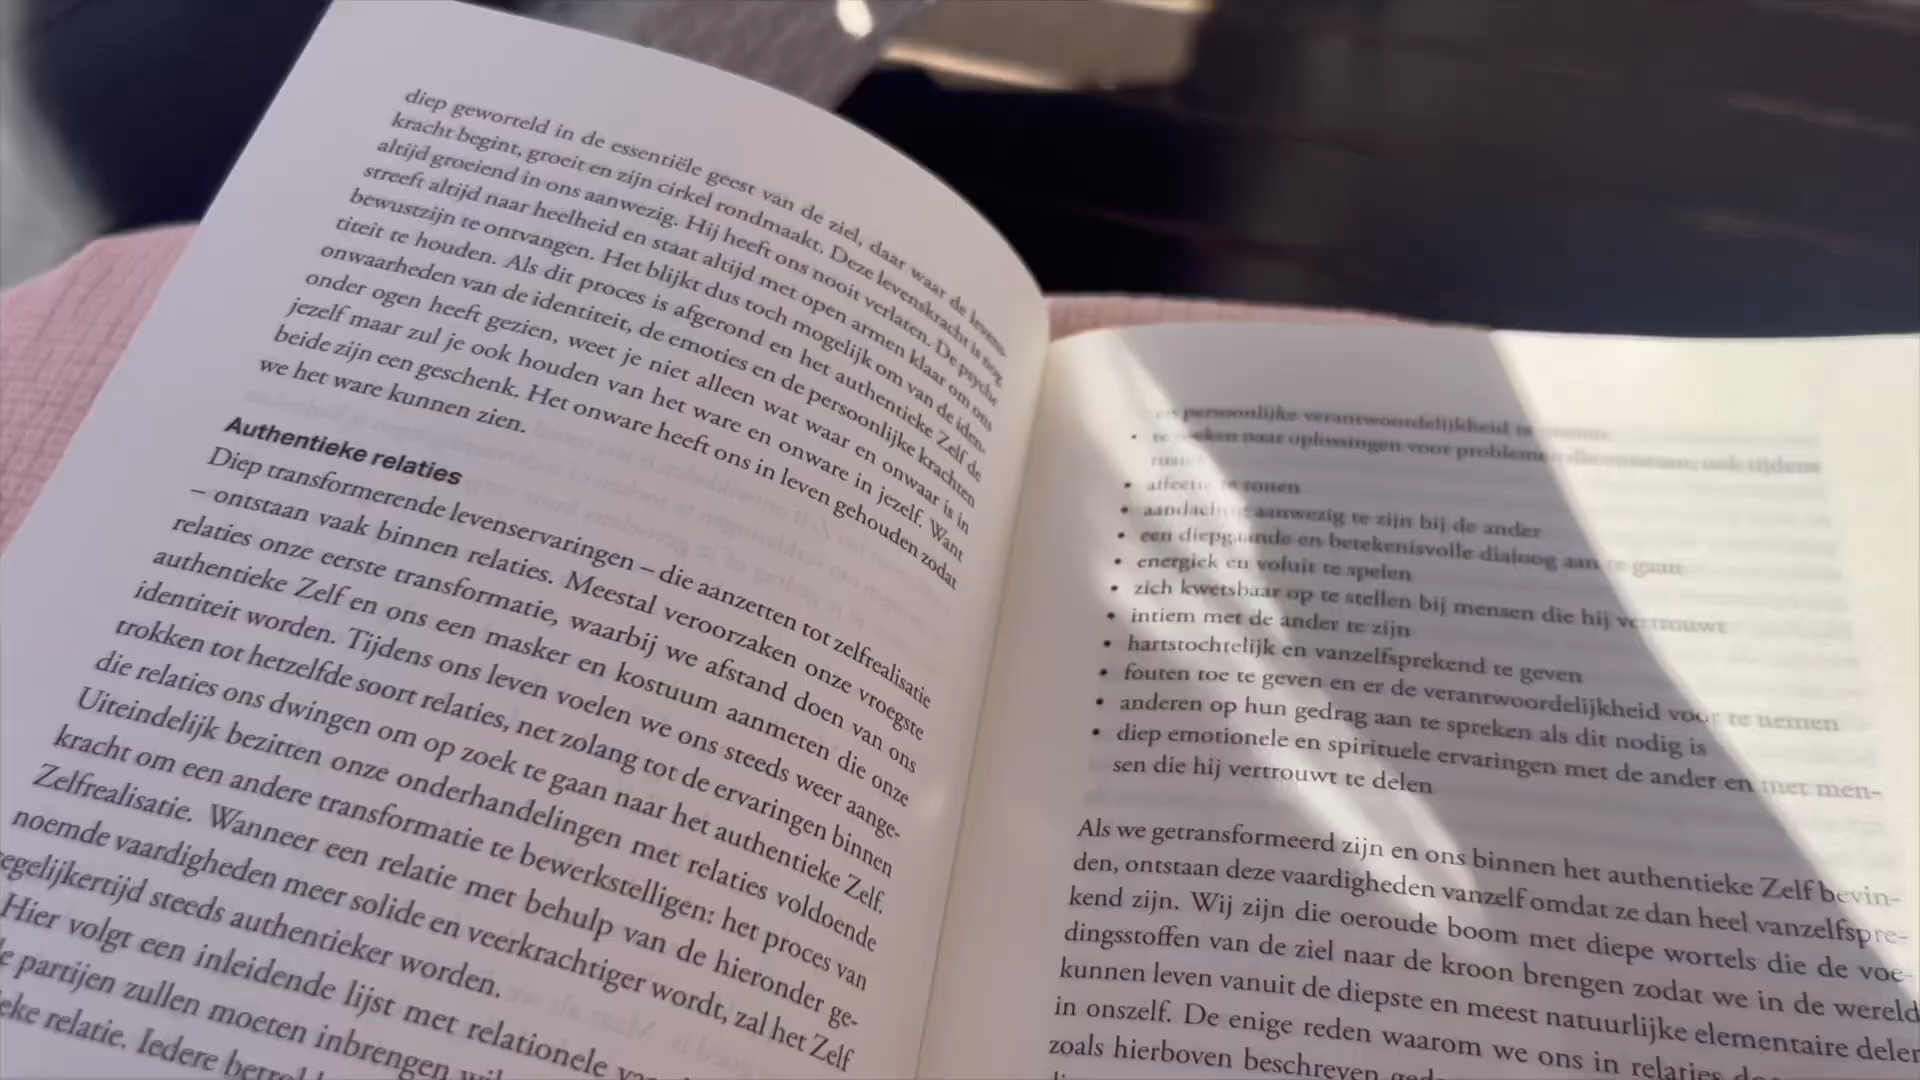 diep geworteld in de essentiële geest van de ziel, daar waar de levens-
kracht begint, groeit en zijn cirkel rondmaakt. Deze levenskracht is nog
altijd groeiend in ons aanwezig. Hij heeft ons nooit verlaten. De psyche
streeft altijd naar heelheid en staat altijd met open armen klaar om ons
bewustzijn te ontvangen. Het blijkt dus toch mogelijk om van de iden-
titeit te houden. Als dit proces is afgerond en het authentieke Zelf de
onwaarheden van de identiteit, de emoties en de persoonlijke krachten
onder ogen heeft gezien, weet je niet alleen wat waar en onwaar is in
jezelf maar zul je ook houden van het ware en onware in jezelf. Want
beide zijn een geschenk. Het onware heeft ons in leven gehouden zodat
we het ware kunnen zien.
Authentieke relaties
Diep transformerende levenservaringen – die aanzetten tot zelfrealisatie
– ontstaan vaak binnen relaties. Meestal veroorzaken onze vroegste
relaties onze eerste transformatie, waarbij we afstand doen van ons
authentieke Zelf en ons een masker en kostuum aanmeten die onze
identiteit worden. Tijdens ons leven voelen we ons steeds weer aange-
trokken tot hetzelfde soort relaties, net zolang tot de ervaringen binnen
die relaties ons dwingen om op zoek te gaan naar het authentieke Zelf.
Uiteindelijk bezitten onze onderhandelingen met relaties voldoende
kracht om een andere transformatie te bewerkstelligen: het proces van
Zelfrealisatie. Wanneer een relatie met behulp van de hieronder ge-
noemde vaardigheden meer solide en veerkrachtiger wordt, zal het Zelf
egelijkertijd steeds authentieker worden.
Hier volgt een inleidende lijst met relationele
partijen zullen moeten inbrengen
eke relatie. Iedere
persoonlijke verantwoordelijkheid te
• te zoeken naar oplossingen voor problemen die ook tijdens
• affectie te tonen
• aandachtig aanwezig te zijn bij de ander
• een diepgaande en betekenisvolle dialoog aan te gaan
• energiek en voluit te spelen
• zich kwetsbaar op te stellen bij mensen die hij vertrouwt
• intiem met de ander te zijn
• hartstochtelijk en vanzelfsprekend te geven
• fouten toe te geven en er de verantwoordelijkheid voor te nemen
• anderen op hun gedrag aan te spreken als dit nodig is
• diep emotionele en spirituele ervaringen met de ander en met men-
sen die hij vertrouwt te delen
Als we getransformeerd zijn en ons binnen het authentieke Zelf bevin-
den, ontstaan deze vaardigheden vanzelf omdat ze dan heel vanzelfspre-
kend zijn. Wij zijn die oeroude boom met diepe wortels die de voe-
dingsstoffen van de ziel naar de kroon brengen zodat we in de wereld
kunnen leven vanuit de diepste en meest natuurlijke elementaire delen
in onszelf. De enige reden waarom we ons in relaties
zoals hierboven beschreven